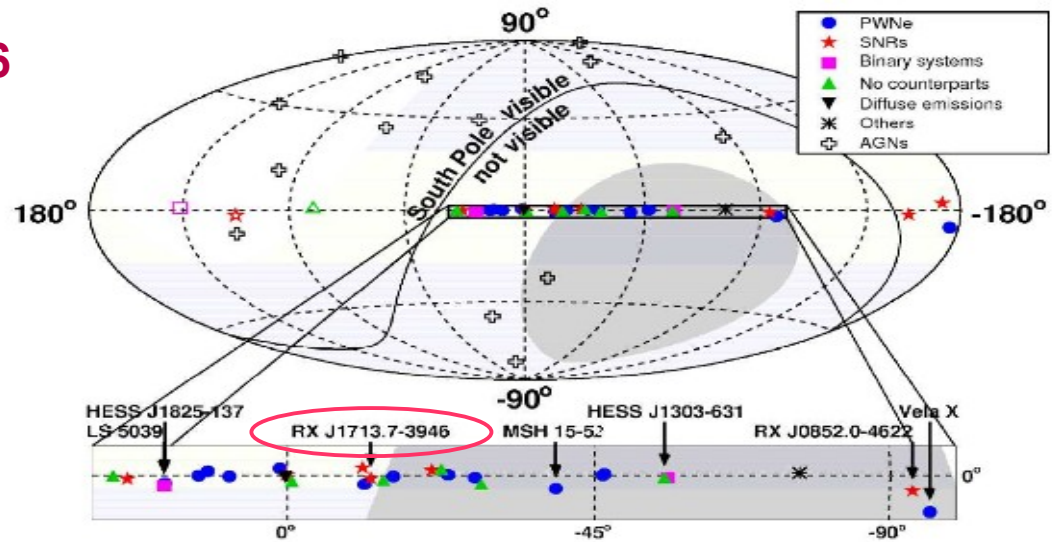 6
90°
PWNe
SNRs
Binary systems
No counterparts
Diffuse emissions
Others
AGNs
South Pole visible
not visible
180°
-180°
-90°
HESS J1825-137
HESS J1303-631
Vela X
LS 5039
RX J1713.7-3946
MSH 15-52
RX J0852.0-4622
0°
0°
-45°
-90°